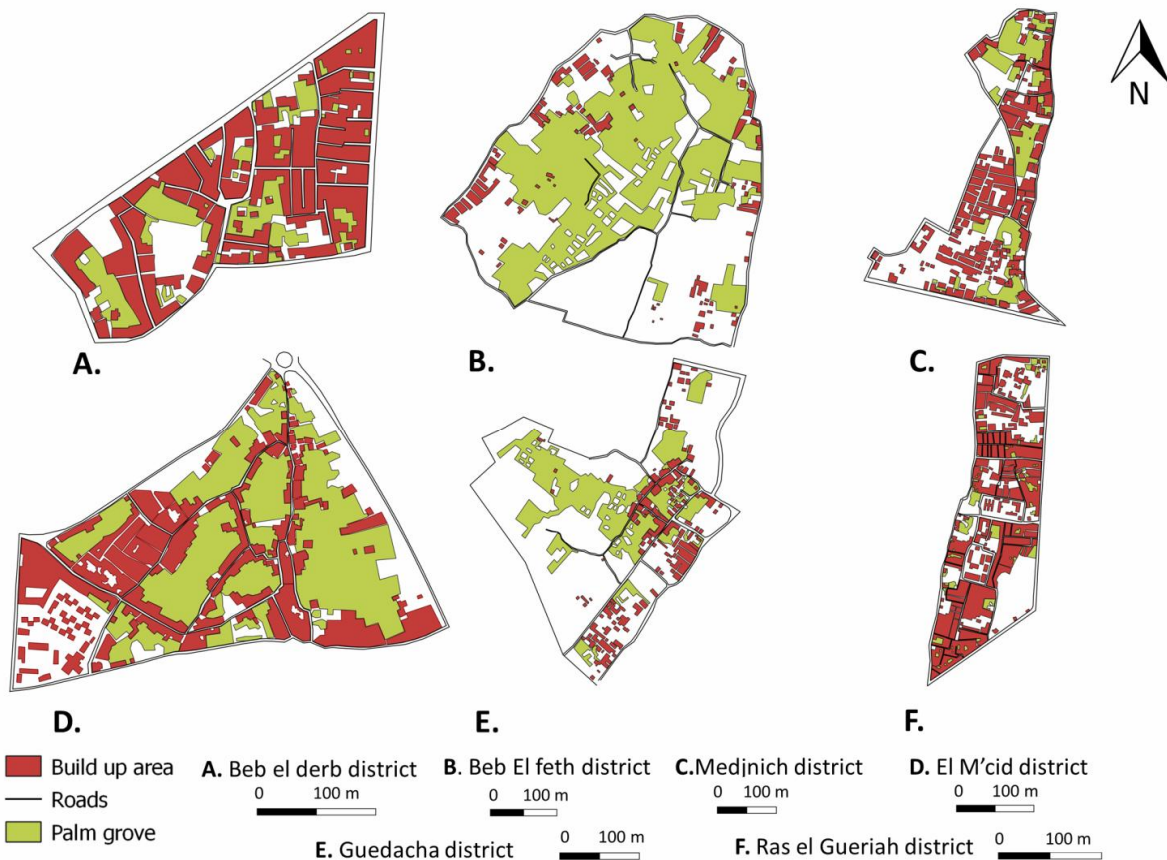 N
A.
B.
C.
D.
E.
F.
Build up area
Roads
Palm grove
A. Beb el derb district
0 100 m
B. Beb El feth district
0 100 m
C.Medjnich district
0 100 m
D. El M'cid district
0 100 m
E. Guedacha district
0 100 m
F. Ras el Gueriah district
0 100 m